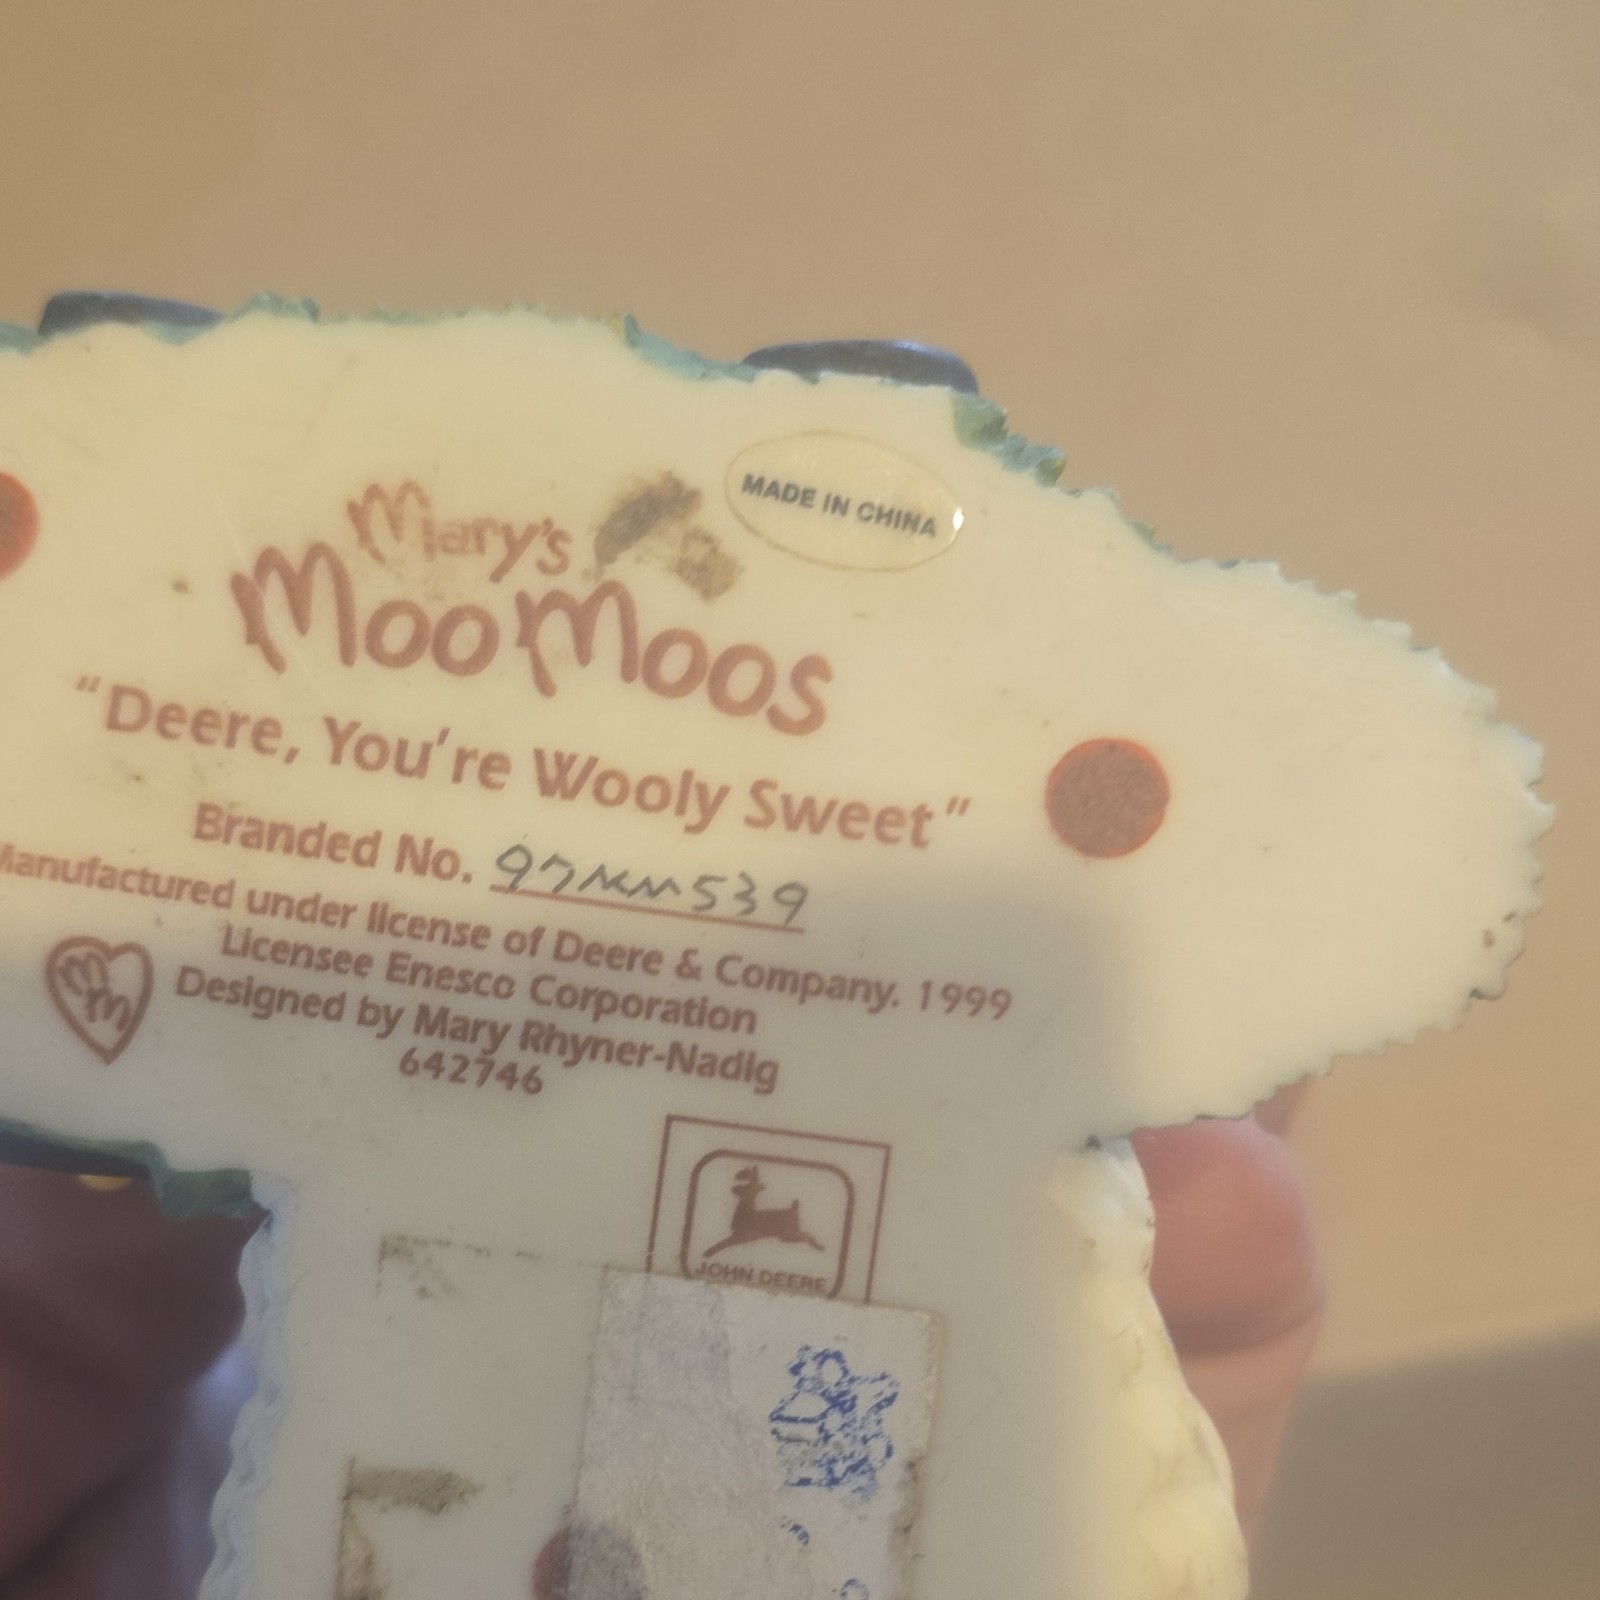 MADE IN CHINA
Mary's
Moo Moos
"Deere, You're Wooly Sweet"
Branded No.
Manufactured under license of Deere & Company. 1999
Licensee Enesco Corporation
Designed by Mary Rhyner-Nadig
642746
JOHN DEERE